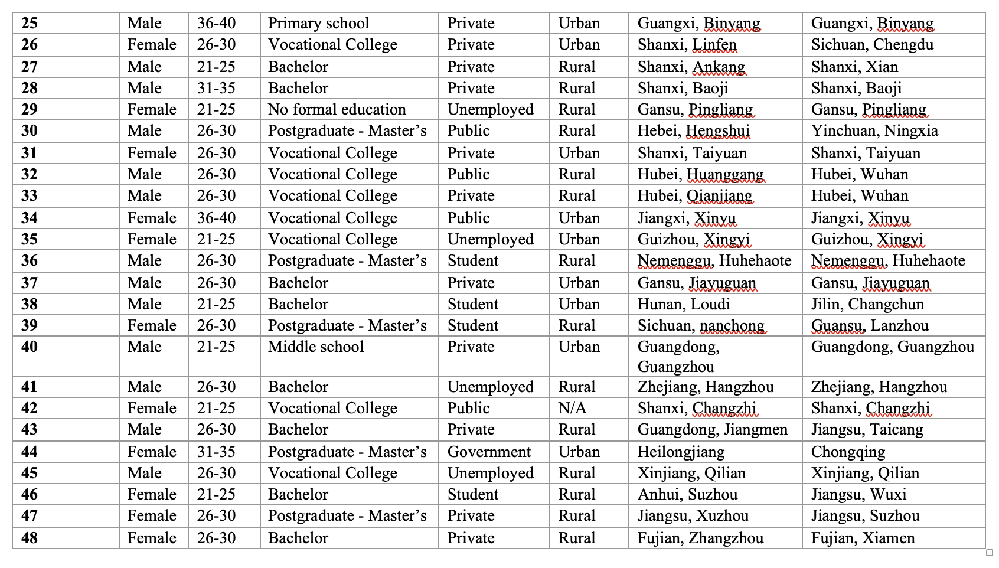 25 Male 36-40 Primary school Private Urban Guangxi, Binyang Guangxi, Binyang
26 Female 26-30 Vocational College Private Urban Shanxi, Linfen Sichuan, Chengdu
27 Male 21-25 Bachelor Private Rural Shanxi, Ankang Shanxi, Xian
28 Male 31-35 Bachelor Private Rural Shanxi, Baoji Shanxi, Baoji
29 Female 21-25 No formal education Unemployed Rural Gansu, Pingliang Gansu, Pingliang
30 Male 26-30 Postgraduate - Master’s Public Rural Hebei, Hengshui Yinchuan, Ningxia
31 Female 26-30 Vocational College Private Urban Shanxi, Taiyuan Shanxi, Taiyuan
32 Male 26-30 Vocational College Public Rural Hubei, Huanggang Hubei, Wuhan
33 Male 26-30 Vocational College Private Rural Hubei, Qianjiang Hubei, Wuhan
34 Female 36-40 Vocational College Public Urban Jiangxi, Xinyu Jiangxi, Xinyu
35 Female 21-25 Vocational College Unemployed Urban Guizhou, Xingyi Guizhou, Xingyi
36 Male 26-30 Postgraduate - Master’s Student Rural Nemenggu, Huhehaote Nemenggu, Huhehaote
37 Male 26-30 Bachelor Private Urban Gansu, Jiayuguan Gansu, Jiayuguan
38 Male 21-25 Bachelor Student Urban Hunan, Loudi Jilin, Changchun
39 Female 26-30 Postgraduate - Master’s Student Rural Sichuan, nanchong Guansu, Lanzhou
40 Male 21-25 Middle school Private Urban Guangdong, Guangdong, Guangzhou
Guangzhou
41 Male 26-30 Bachelor Unemployed Rural Zhejiang, Hangzhou Zhejiang, Hangzhou
42 Female 21-25 Vocational College Public N/A Shanxi, Changzhi Shanxi, Changzhi
43 Male 26-30 Bachelor Private Rural Guangdong, Jiangmen Jiangsu, Taicang
44 Female 31-35 Postgraduate - Master’s Government Urban Heilongjiang Chongqing
45 Male 26-30 Vocational College Unemployed Rural Xinjiang, Qilian Xinjiang, Qilian
46 Female 21-25 Bachelor Student Rural Anhui, Suzhou Jiangsu, Wuxi
47 Female 26-30 Postgraduate - Master’s Private Rural Jiangsu, Xuzhou Jiangsu, Suzhou
48 Female 26-30 Bachelor Private Rural Fujian, Zhangzhou Fujian, Xiamen